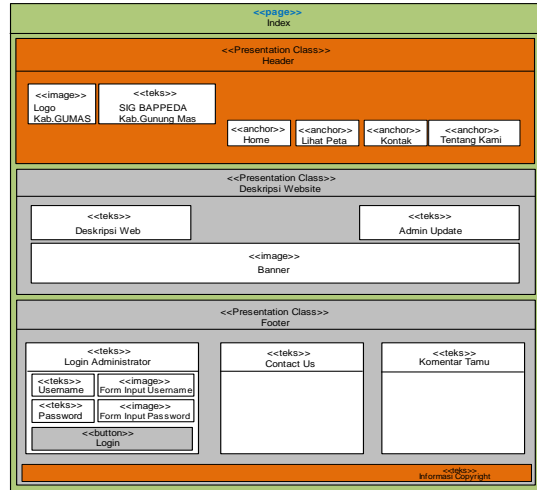 <<page>>
Index
<<Presentation Class>>
Header
<<image>>
Logo
Kab.GUMAS
<<teks>>
SIG BAPPEDA
Kab.Gunung Mas
<<anchor>>
Home
<<anchor>>
Lihat Peta
<<anchor>>
Kontak
<<anchor>>
Tentang Kami
<<Presentation Class>>
Deskripsi Website
<<teks>>
Deskripsi Web
<<teks>>
Admin Update
<<image>>
Banner
<<Presentation Class>>
Footer
<<teks>>
Login Administrator
<<teks>>
Username
<<image>>
Form Input Username
<<teks>>
Password
<<image>>
Form Input Password
<<button>>
Login
<<teks>>
Contact Us
<<teks>>
Komentar Tamu
<<teks>>
Informasi Copyright